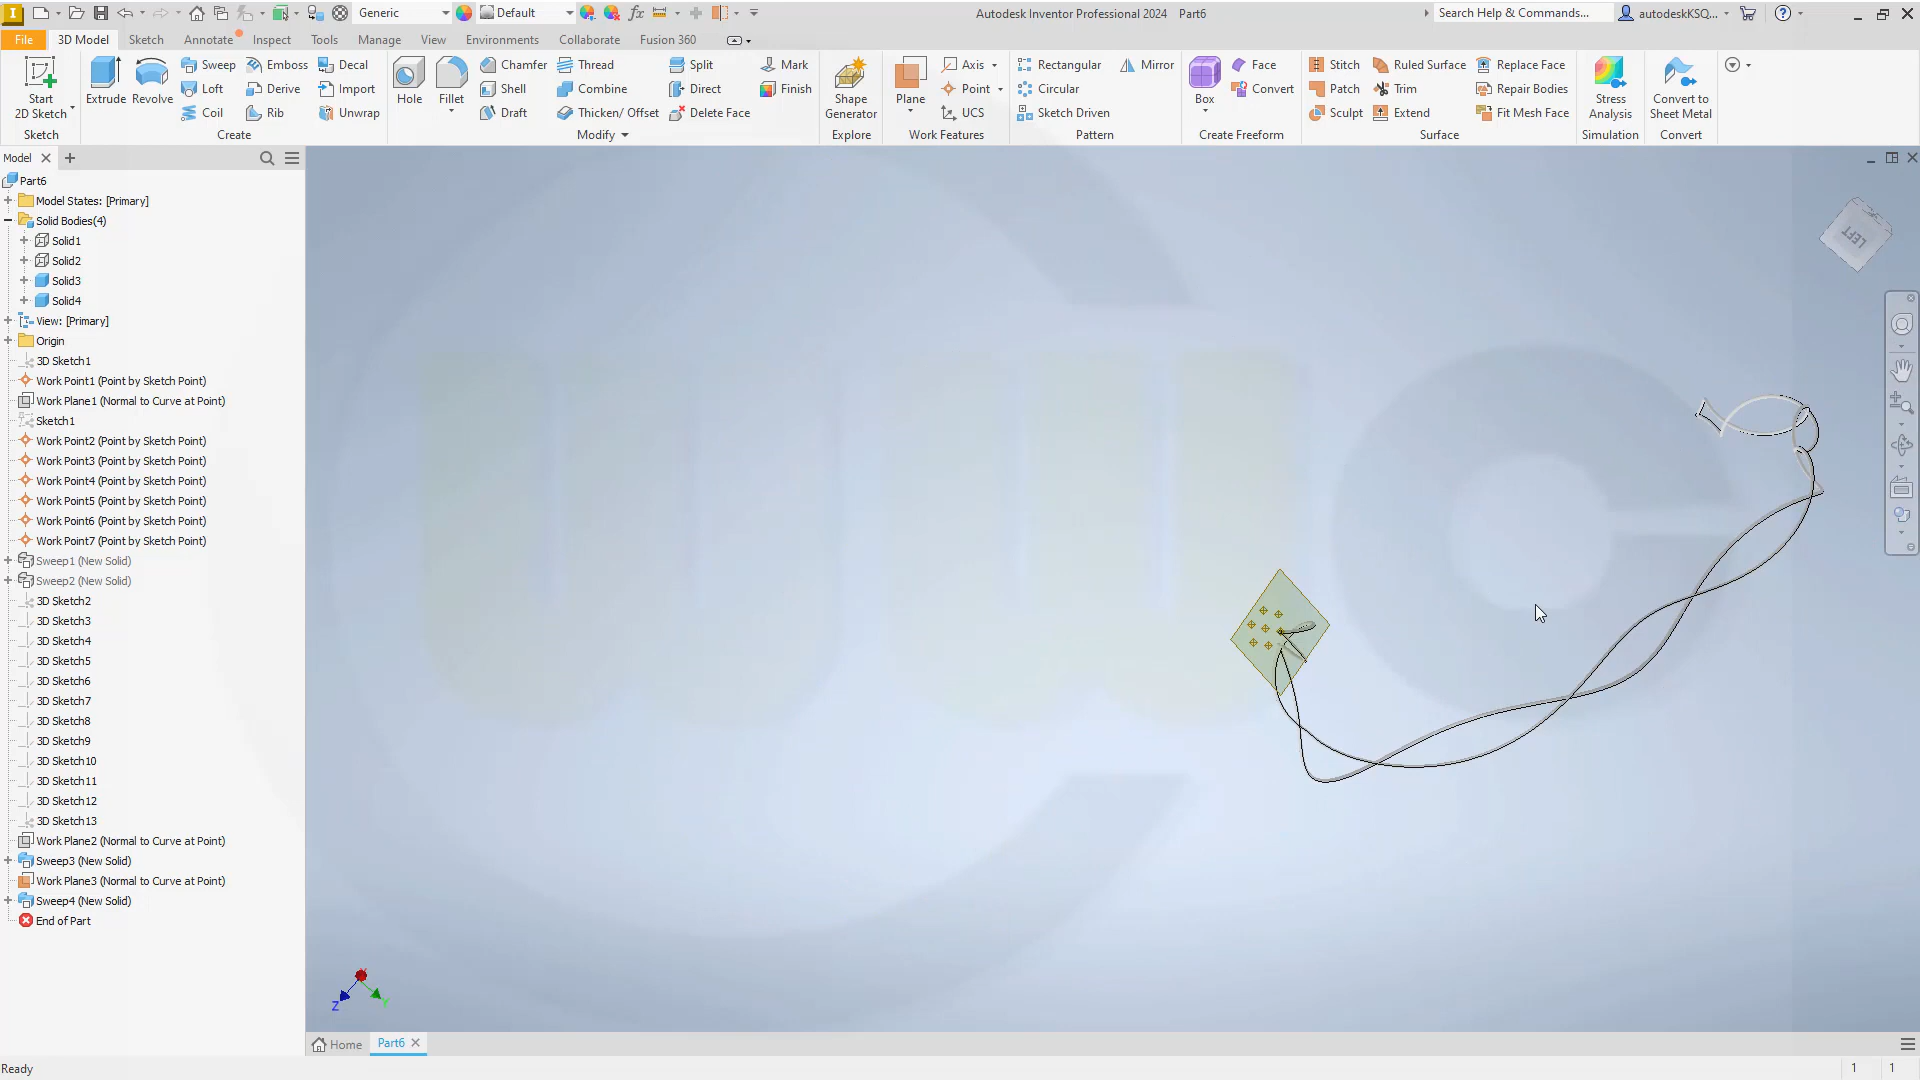 Generic
Default
Autodesk Inventor Professional 2024 Part6
Search Help & Commands...
autodeskKSQ...
File
3D Model
Sketch
Annotate
Inspect
Tools
Manage
View
Environments
Collaborate
Fusion 360
Start
2D Sketch
Sketch
Extrude
Revolve
Sweep
Loft
Coil
Emboss
Derive
Rib
Decal
Import
Unwrap
Create
Hole
Fillet
Chamfer
Shell
Draft
Thread
Combine
Thicken/ Offset
Split
Direct
Delete Face
Mark
Finish
Modify
Shape
Generator
Explore
Plane
Axis
Point
UCS
Work Features
Rectangular
Circular
Sketch Driven
Mirror
Pattern
Box
Face
Convert
Create Freeform
Stitch
Patch
Sculpt
Ruled Surface
Trim
Extend
Replace Face
Repair Bodies
Fit Mesh Face
Surface
Stress
Analysis
Simulation
Convert to
Sheet Metal
Convert
Model
Part6
Model States: [Primary]
Solid Bodies(4)
Solid1
Solid2
Solid3
Solid4
View: [Primary]
Origin
3D Sketch1
Work Point1 (Point by Sketch Point)
Work Plane1 (Normal to Curve at Point)
Sketch1
Work Point2 (Point by Sketch Point)
Work Point3 (Point by Sketch Point)
Work Point4 (Point by Sketch Point)
Work Point5 (Point by Sketch Point)
Work Point6 (Point by Sketch Point)
Work Point7 (Point by Sketch Point)
Sweep1 (New Solid)
Sweep2 (New Solid)
3D Sketch2
3D Sketch3
3D Sketch4
3D Sketch5
3D Sketch6
3D Sketch7
3D Sketch8
3D Sketch9
3D Sketch10
3D Sketch11
3D Sketch12
3D Sketch13
Work Plane2 (Normal to Curve at Point)
Sweep3 (New Solid)
Work Plane3 (Normal to Curve at Point)
Sweep4 (New Solid)
End of Part
LEFT
Z
Y
Home
Part6
Ready
1
1